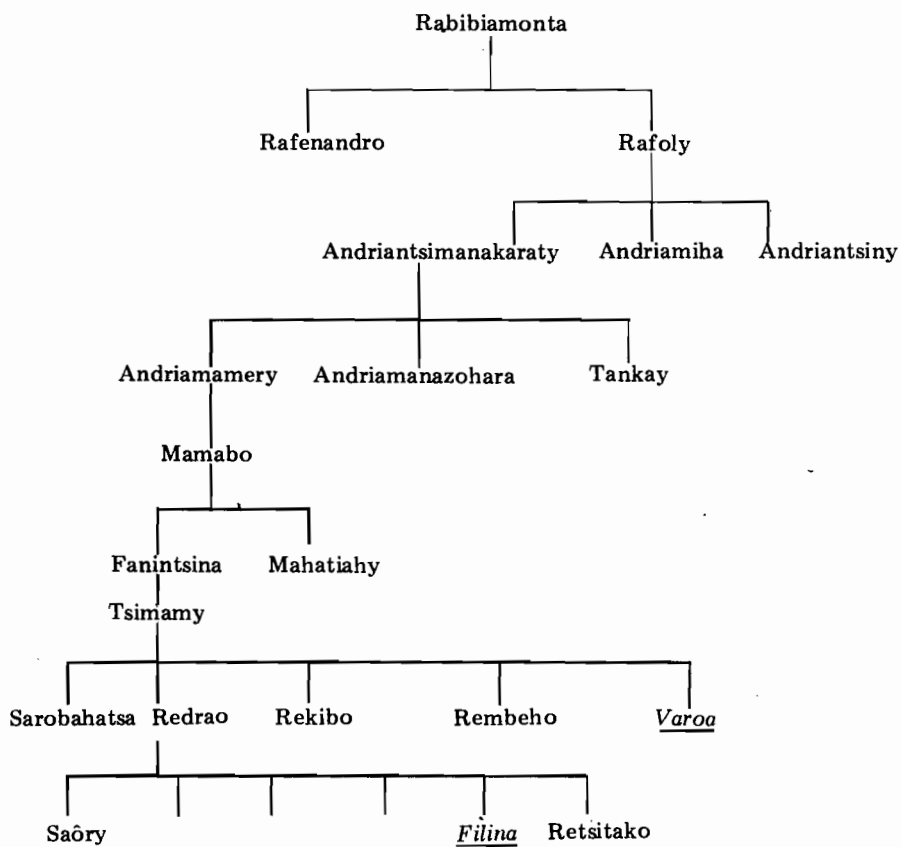 Rabibiamonta
Rafenandro Rafoly
Andriantsimanakaraty Andriamiha Andriantsiny
Andriamamery Andriamanazohara Tankay
Mamabo
Fanintsina Mahatiahy
Tsimamy
Sarobahatsa Redrao Rekibo Rembeho Varoa
Saôry Filina Retsitako